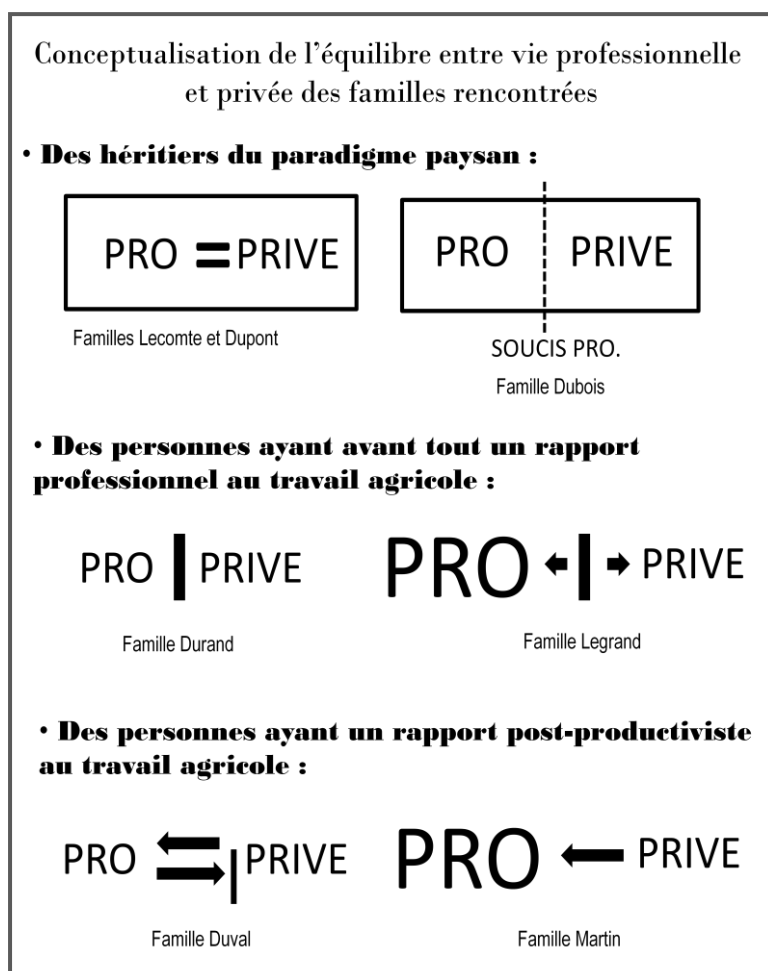 Conceptualisation de l'équilibre entre vie professionnelle
et privée des familles rencontrées
• Des héritiers du paradigme paysan :
PRO = PRIVE
Familles Lecomte et Dupont
PRO PRIVE
SOUCIS PRO.
Famille Dubois
• Des personnes ayant avant tout un rapport
professionnel au travail agricole :
PRO PRIVE
Famille Durand
PRO PRIVE
Famille Legrand
• Des personnes ayant un rapport post-productiviste
au travail agricole :
PRO PRIVE
Famille Duval
PRO PRIVE
Famille Martin